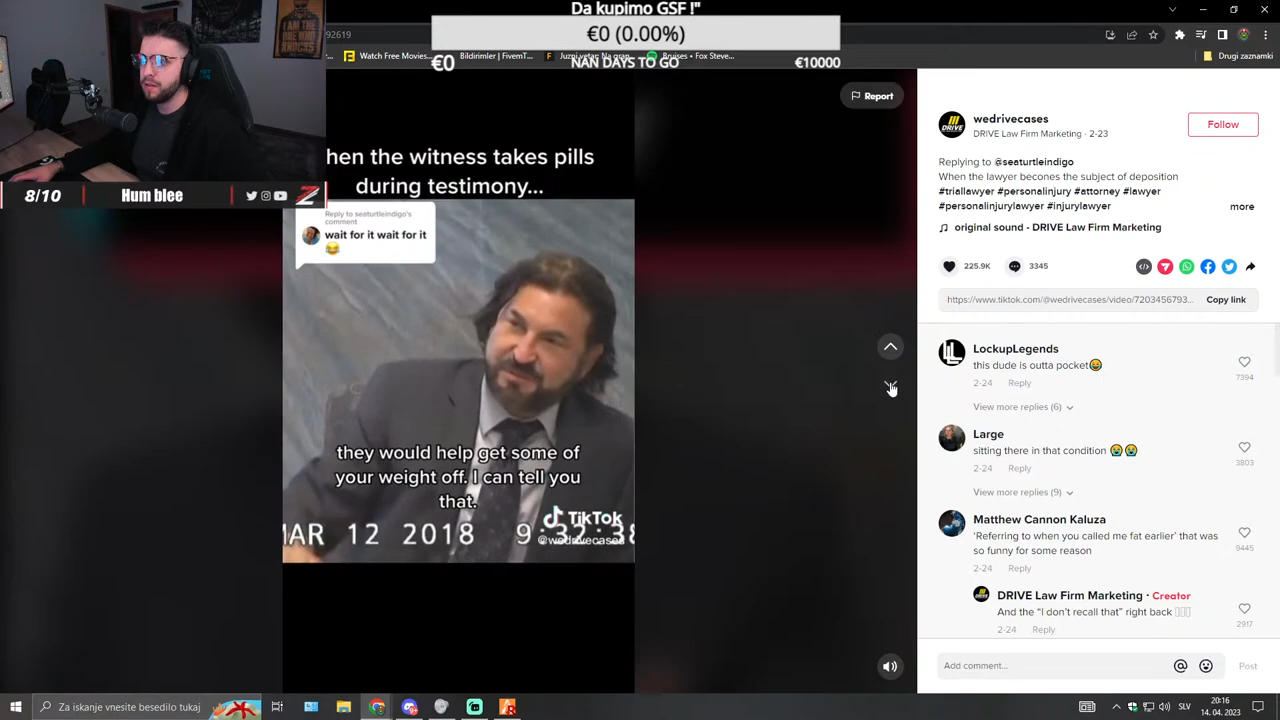 Da kupimo GSF !"
€0 (0.00%)
€0
NAN DAYS TO GO
€10000
92619
Watch Free Movies...
Bildirimler | FivemT...
Južni vetar: Na gran...
Bruises • Fox Steve...
Drugi zaznamki
I AM THE ONE WHO KNOCKS
8/10
Hum blee
Report
hen the witness takes pills
during testimony...
Reply to seaturtleindigo's
comment
wait for it wait for it
😂
they would help get some of
your weight off. I can tell you
that.
MAR 12 2018 9:32:38
TikTok
@wedrivecases
wedrivecases
DRIVE Law Firm Marketing · 2-23
Follow
Replying to @seaturtleindigo
When the lawyer becones the subject of deposition
#triallawyer #personalinjury #attorney #lawyer
#personalinjurylawyer #injurylawyer
more
original sound - DRIVE Law Firm Marketing
225.9K
3345
https://www.tiktok.com/@wedrivecases/video/7203456793...
Copy link
LockupLegends
this dude is outta pocket😂
2-24 Reply
7394
View more replies (6)
Large
sitting there in that condition 😭😭
2-24 Reply
3803
View more replies (9)
Matthew Cannon Kaluza
'Referring to when you called me fat earlier' that was
so funny for some reason
2-24 Reply
9445
DRIVE Law Firm Marketing · Creator
And the “I don’t recall that” right back
2-24 Reply
2917
Add comment...
Post
Za iskanje vnesite besedilo tukaj
SLV
20:16
14. 04. 2023